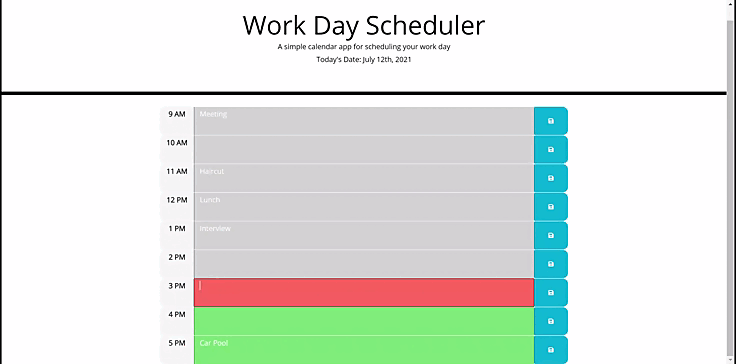 Work Day Scheduler
A simple calendar app for scheduling your work day
Today's Date: July 12th, 2021
9 AM Meeting
10 AM
11 AM Haircut
12 PM Lunch
1 PM Interview
2 PM
3 PM
4 PM
5 PM Car Pool